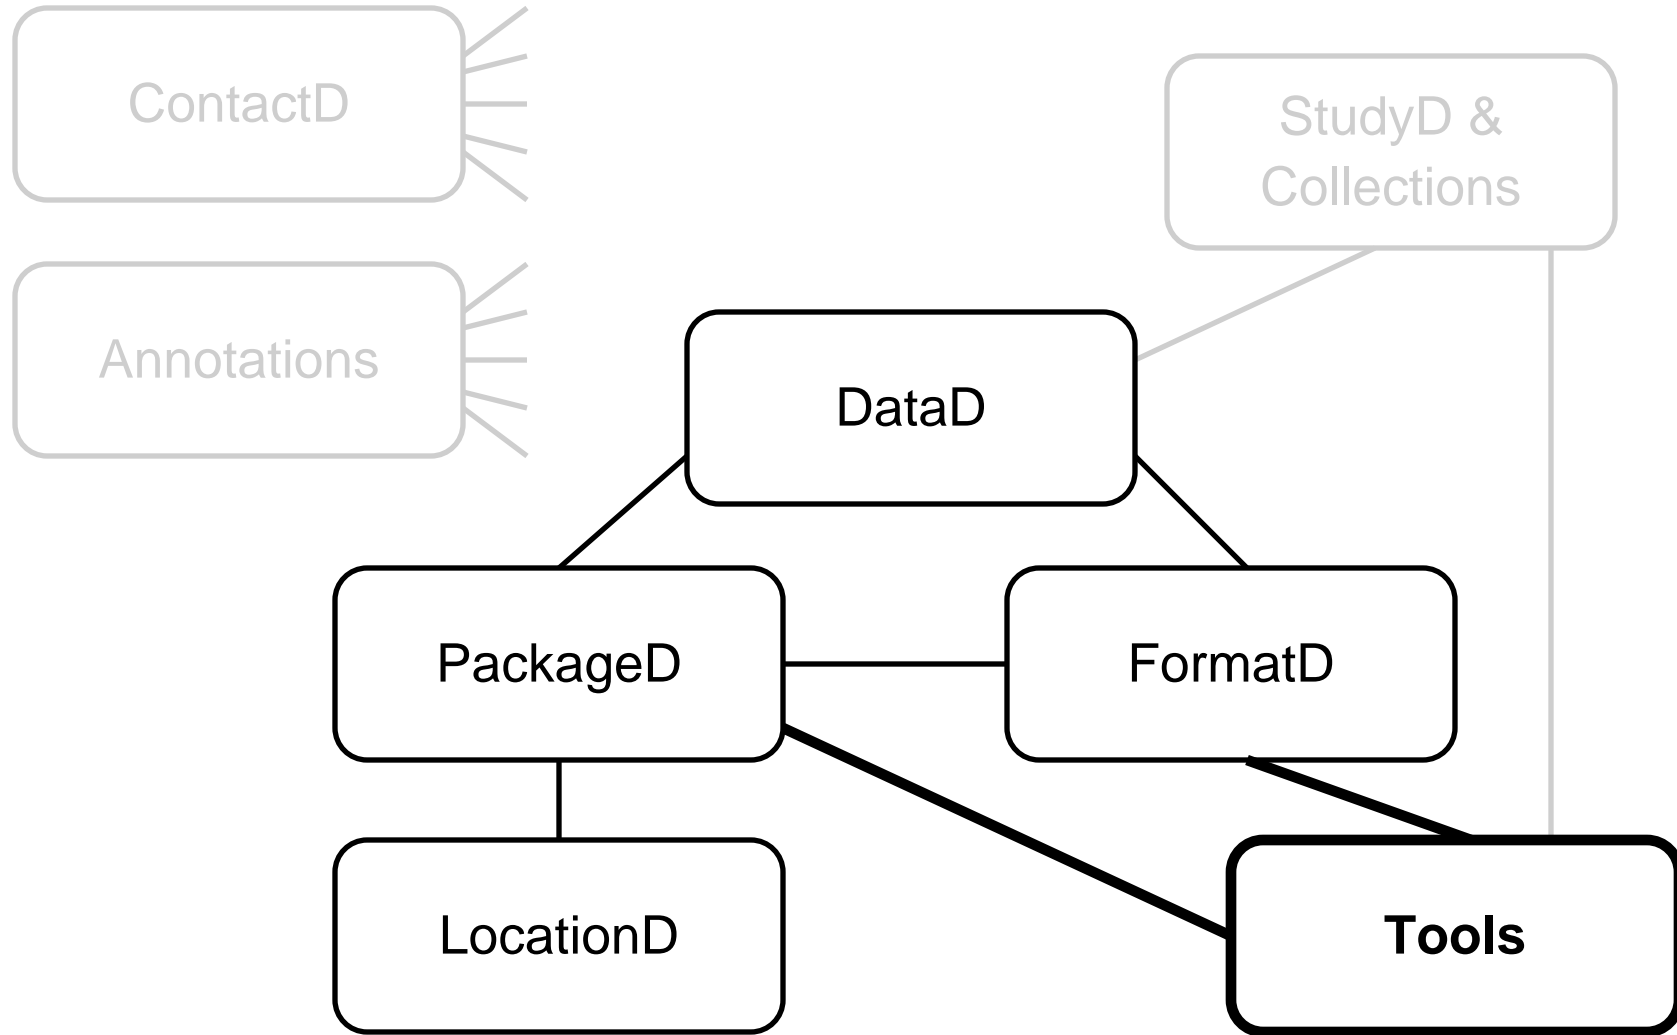 ContactD
StudyD &
Collections
Annotations
DataD
PackageD
FormatD
LocationD
Tools